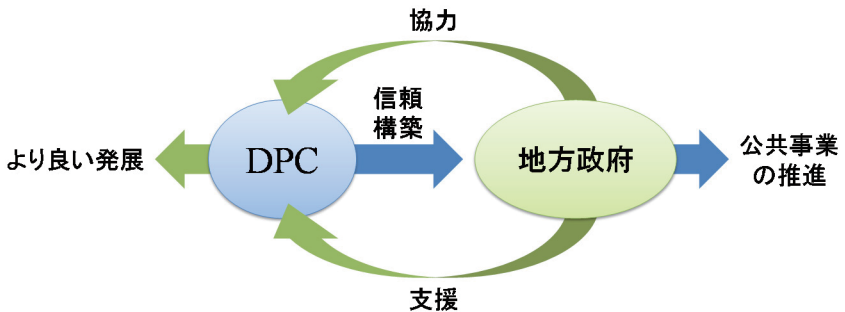 協力
信頼
構築
より良い発展
DPC
地方政府
公共事業
の推進
支援